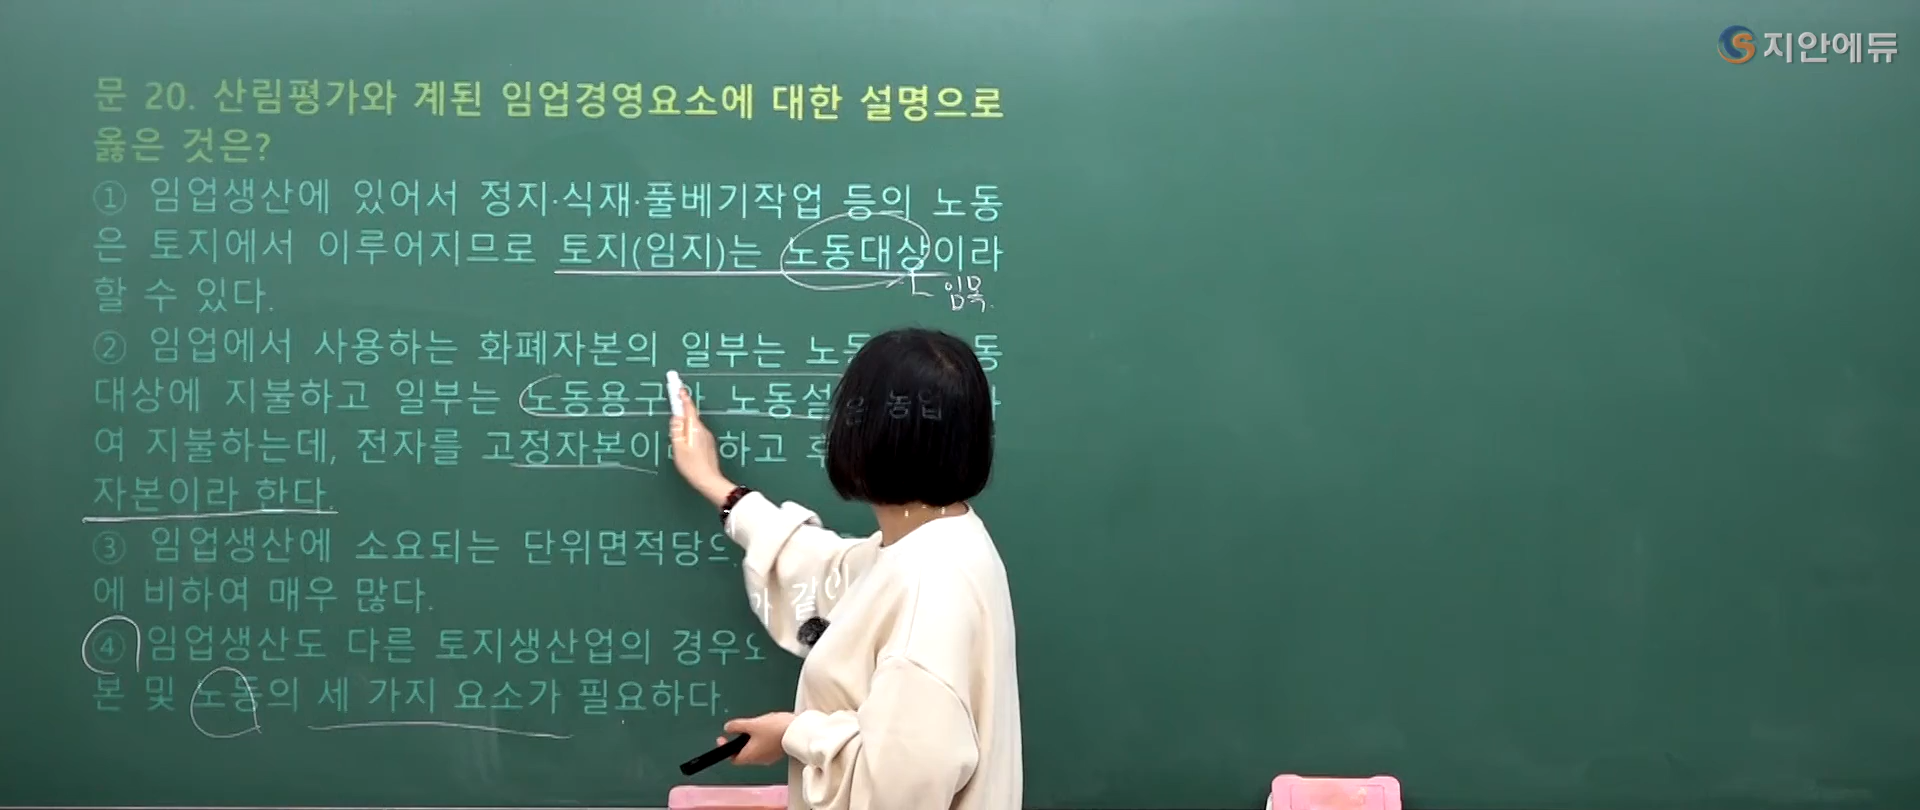 지안에듀
문 20. 산림평가와 계된 임업경영요소에 대한 설명으로
옳은 것은?
① 임업생산에 있어서 정지·식재·풀베기작업 등의 노동
은 토지에서 이루어지므로 토지(임지)는 노동대상이라
할 수 있다.
임목.
② 임업에서 사용하는 화폐자본의 일부는 동
대상에 지불하고 일부는 노동용구와
여 지불하는데, 전자를 고정자본이라 하고
자본이라 한다.
③ 임업생산에 소요되는 단위면적당으
에 비하여 매우 많다.
④ 임업생산도 다른 토지생산업의 경우와 같이
본 및 노동의 세 가지 요소가 필요하다.